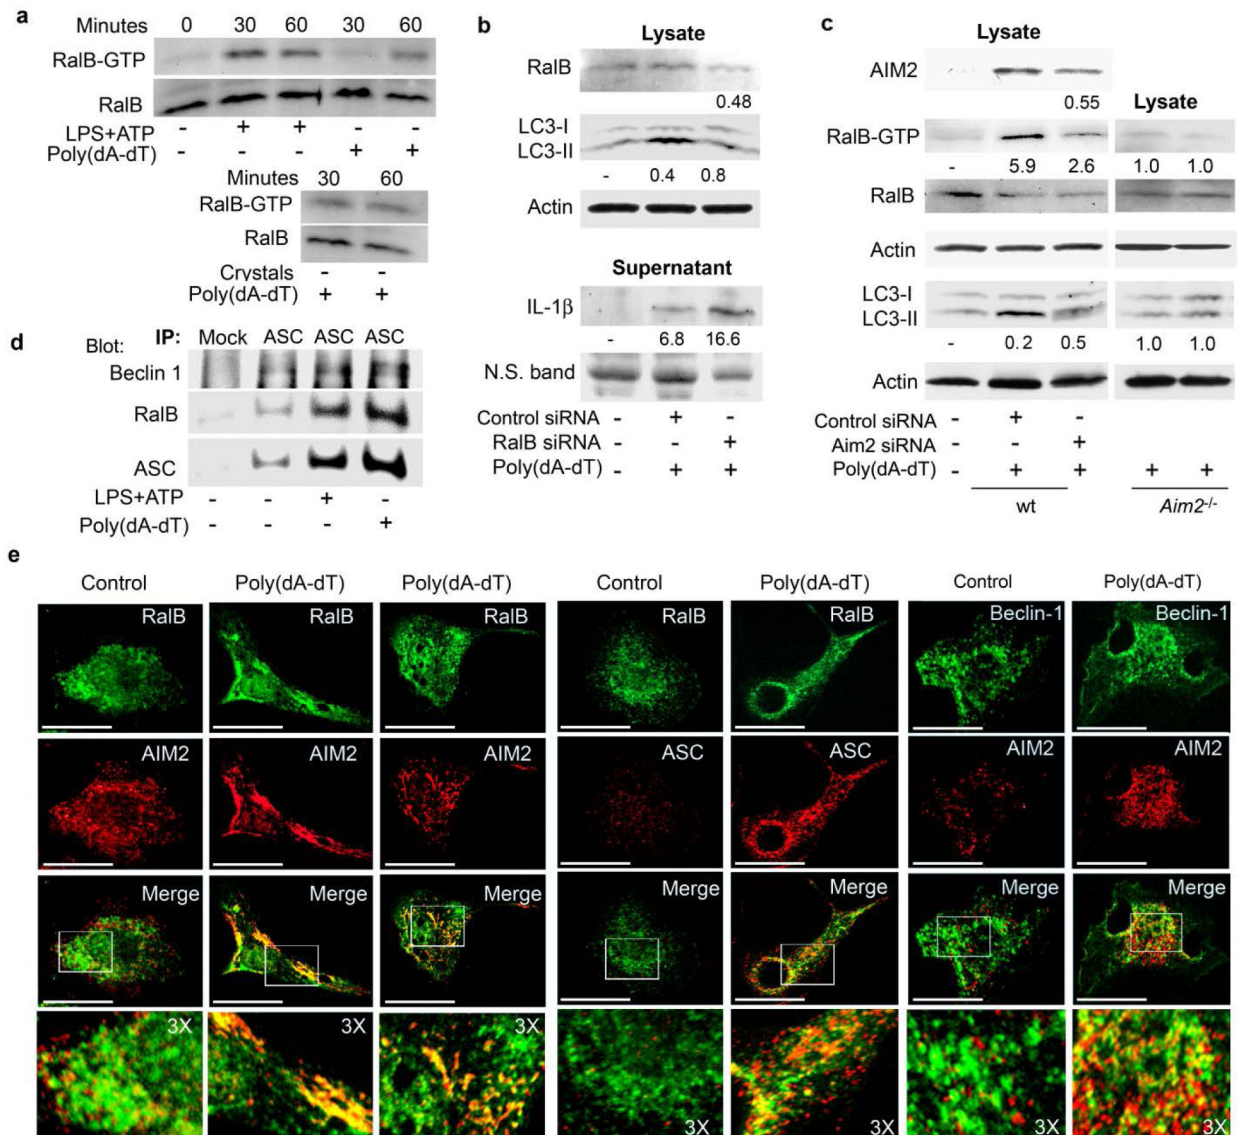 a
Minutes 0 30 60 30 60
RalB-GTP
RalB
LPS+ATP - + + - -
Poly(dA-dT) - - - + +
Minutes 30 60
RalB-GTP
RalB
Crystals - -
Poly(dA-dT) + +
b
Lysate
RalB
0.48
LC3-I
LC3-II
- 0.4 0.8
Actin
Supernatant
IL-1β
- 6.8 16.6
N.S. band
Control siRNA - + -
RalB siRNA - - +
Poly(dA-dT) - + +
c
Lysate
AIM2
0.55
Lysate
RalB-GTP
- 5.9 2.6 1.0 1.0
RalB
Actin
LC3-I
LC3-II
- 0.2 0.5 1.0 1.0
Actin
Control siRNA - + -
Aim2 siRNA - - +
Poly(dA-dT) - + + + +
wt Aim2-/-
d
Blot: IP: Mock ASC ASC ASC
Beclin 1
RalB
ASC
LPS+ATP - - + -
Poly(dA-dT) - - - +
e
Control Poly(dA-dT) Poly(dA-dT) Control Poly(dA-dT) Control Poly(dA-dT)
RalB RalB RalB RalB RalB Beclin-1 Beclin-1
AIM2 AIM2 AIM2 ASC ASC AIM2 AIM2
Merge Merge Merge Merge Merge Merge Merge
3X 3X 3X 3X 3X 3X 3X